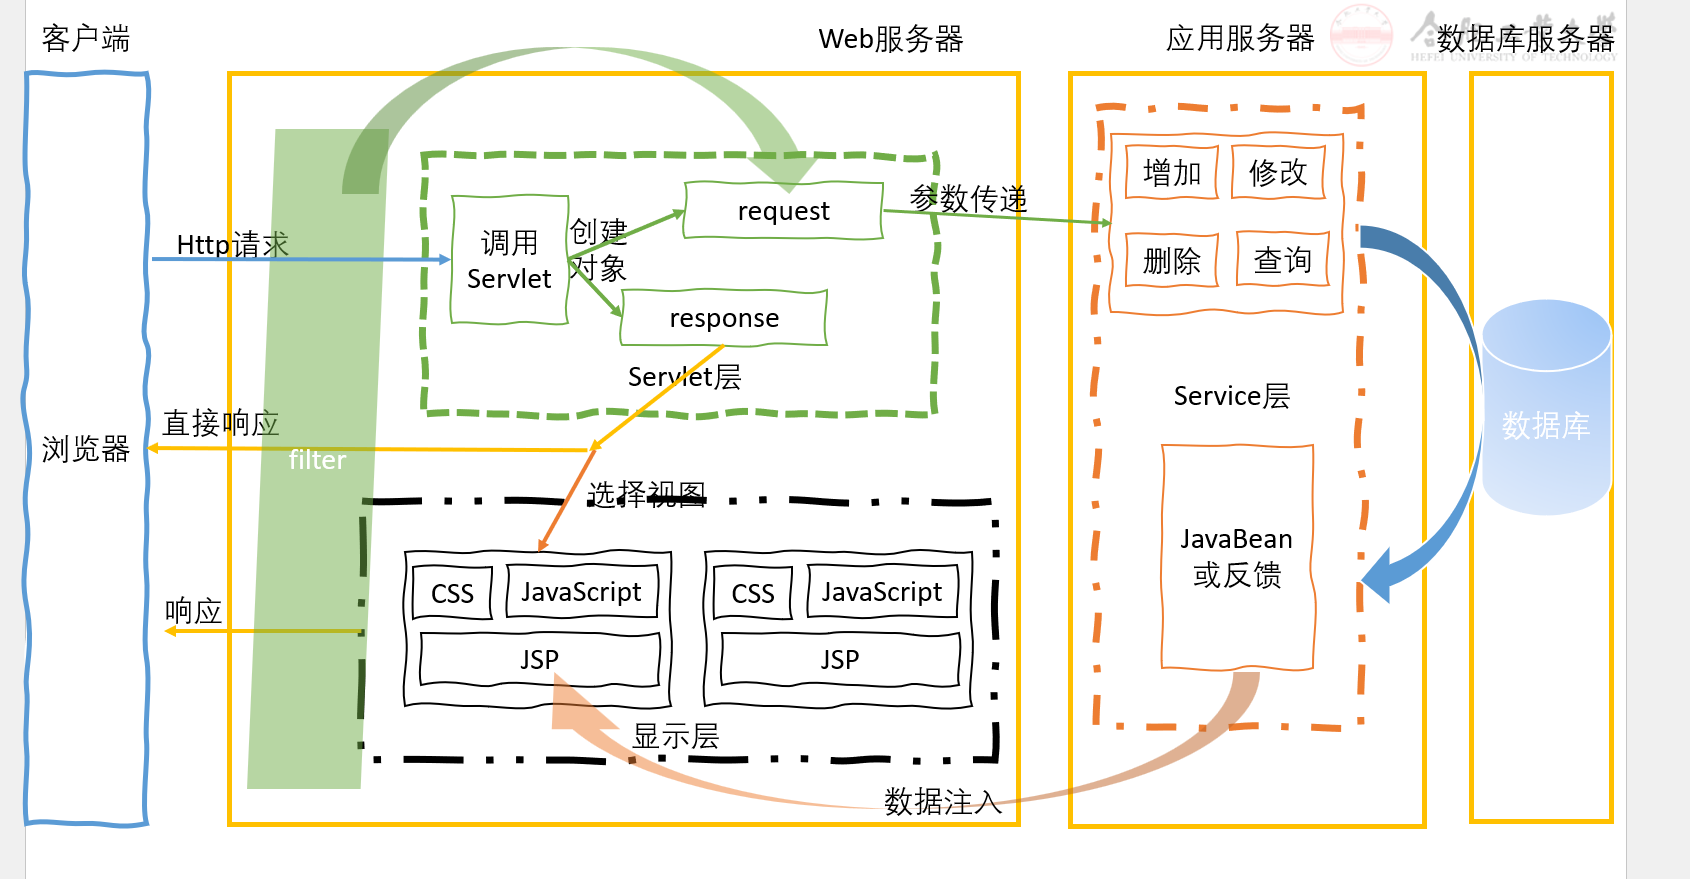 客户端
Web服务器
应用服务器
数据库服务器
HEFEI UNIVERSITY OF TECHNOLOGY
浏览器
Http请求
直接响应
响应
filter
调用
Servlet
创建
对象
request
response
Servlet层
参数传递
选择视图
CSS
JavaScript
JSP
CSS
JavaScript
JSP
显示层
数据注入
增加
修改
删除
查询
Service层
JavaBean
或反馈
数据库